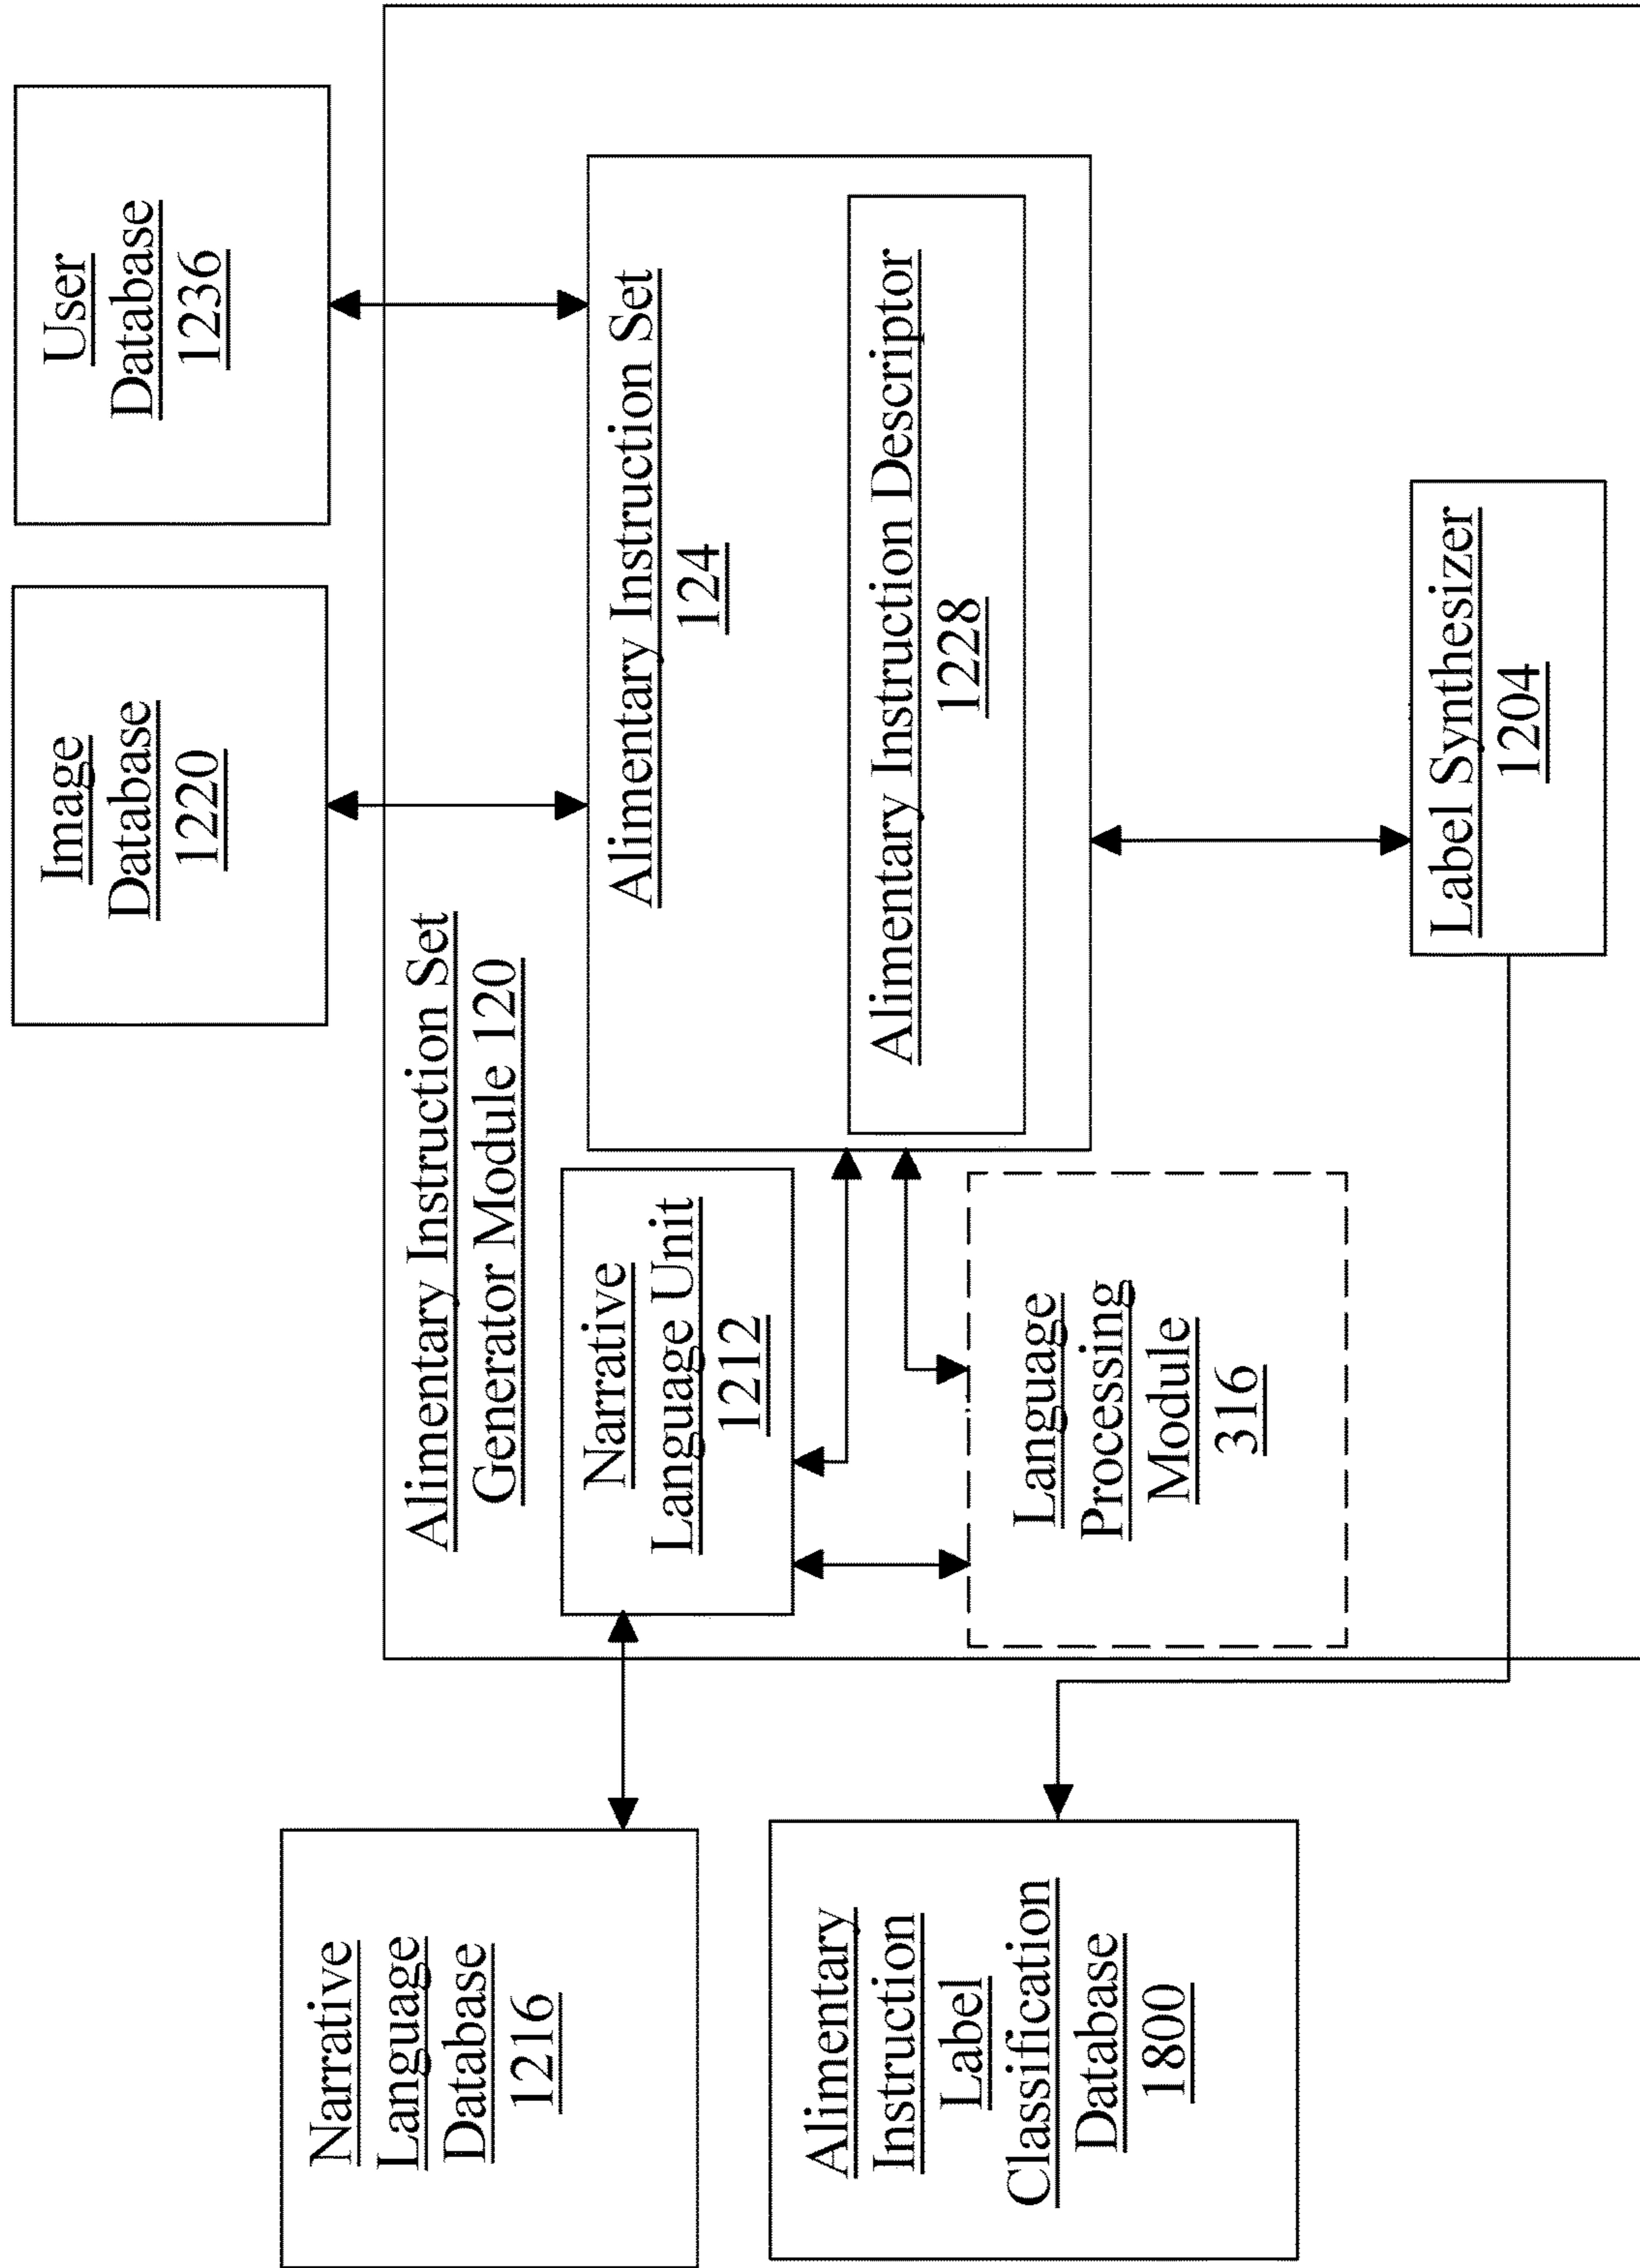 Narrative
Language
Database
1216
Alimentary
Instruction
Label
Classification
Database
1800
Alimentary Instruction Set
Generator Module 120
Narrative
Language Unit
1212
Language
Processing
Module
316
Image
Database
1220
User
Database
1236
Alimentary Instruction Set
124
Alimentary Instruction Descriptor
1228
Label Synthesizer
1204